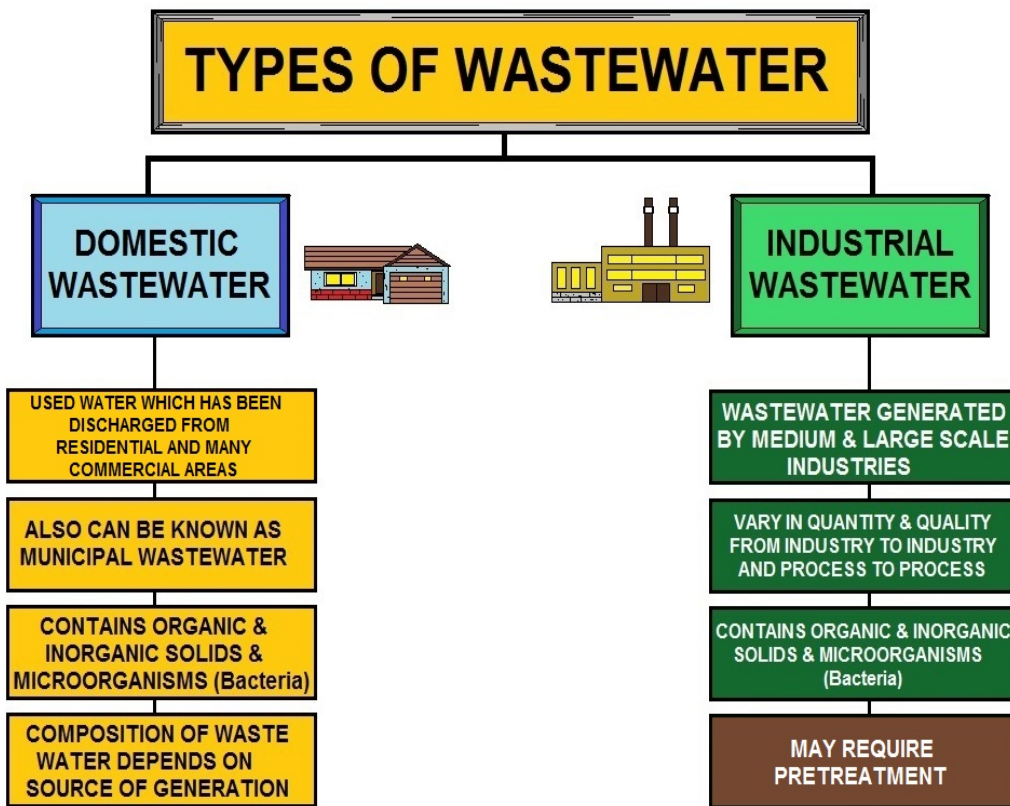 TYPES OF WASTEWATER
DOMESTIC
WASTEWATER
USED WATER WHICH HAS BEEN
DISCHARGED FROM
RESIDENTIAL AND MANY
COMMERCIAL AREAS
ALSO CAN BE KNOWN AS
MUNICIPAL WASTEWATER
CONTAINS ORGANIC &
INORGANIC SOLIDS &
MICROORGANISMS (Bacteria)
COMPOSITION OF WASTE
WATER DEPENDS ON
SOURCE OF GENERATION
INDUSTRIAL
WASTEWATER
WASTEWATER GENERATED
BY MEDIUM & LARGE SCALE
INDUSTRIES
VARY IN QUANTITY & QUALITY
FROM INDUSTRY TO INDUSTRY
AND PROCESS TO PROCESS
CONTAINS ORGANIC & INORGANIC
SOLIDS & MICROORGANISMS
(Bacteria)
MAY REQUIRE
PRETREATMENT